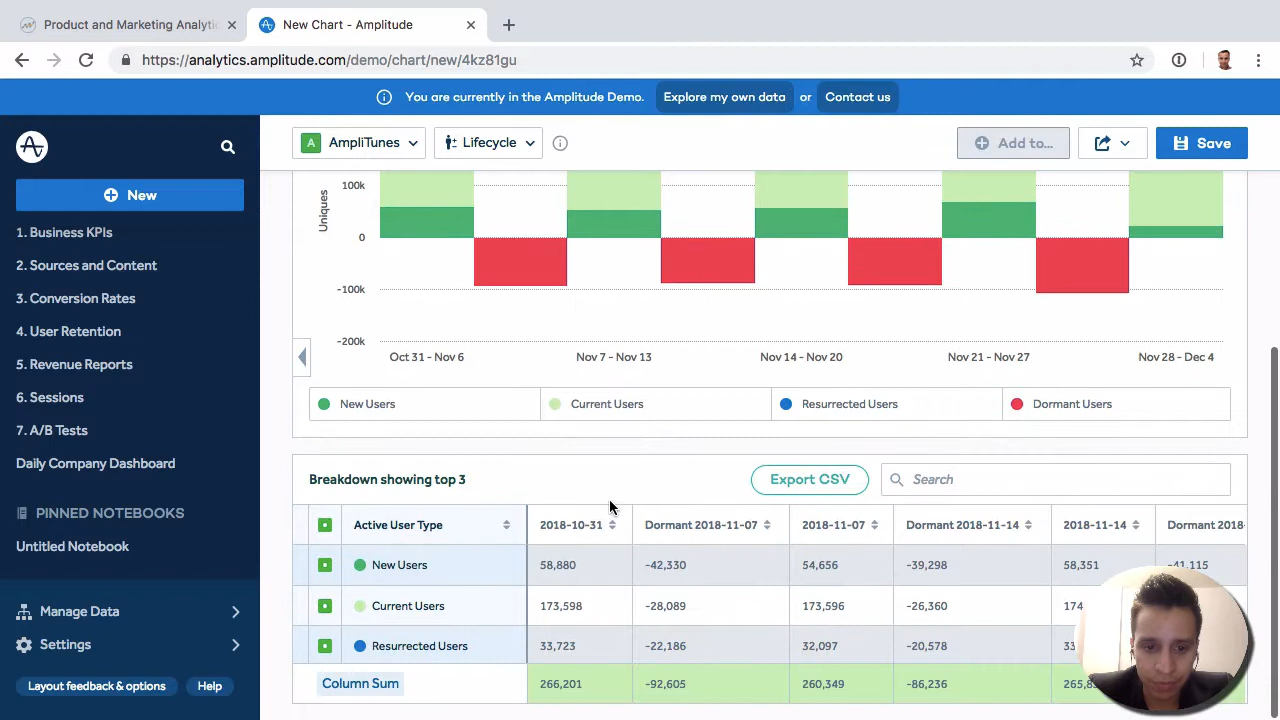 Product and Marketing Analytic
New Chart - Amplitude
https://analytics.amplitude.com/demo/chart/new/4kz81gu
You are currently in the Amplitude Demo. Explore my own data or Contact us
New
1. Business KPIs
2. Sources and Content
3. Conversion Rates
4. User Retention
5. Revenue Reports
6. Sessions
7. A/B Tests
Daily Company Dashboard
PINNED NOTEBOOKS
Untitled Notebook
Manage Data
Settings
Layout feedback & options Help
A AmpliTunes Lifecycle Add to... Save
Uniques
100k
0
-100k
-200k
Oct 31 - Nov 6 Nov 7 - Nov 13 Nov 14 - Nov 20 Nov 21 - Nov 27 Nov 28 - Dec 4
New Users Current Users Resurrected Users Dormant Users
Breakdown showing top 3 Export CSV Search
Active User Type 2018-10-31 Dormant 2018-11-07 2018-11-07 Dormant 2018-11-14 2018-11-14 Dormant 2018-
New Users 58,880 -42,330 54,656 -39,298 58,351 -41,115
Current Users 173,598 -28,089 173,596 -26,360 174
Resurrected Users 33,723 -22,186 32,097 -20,578 33
Column Sum 266,201 -92,605 260,349 -86,236 265,8